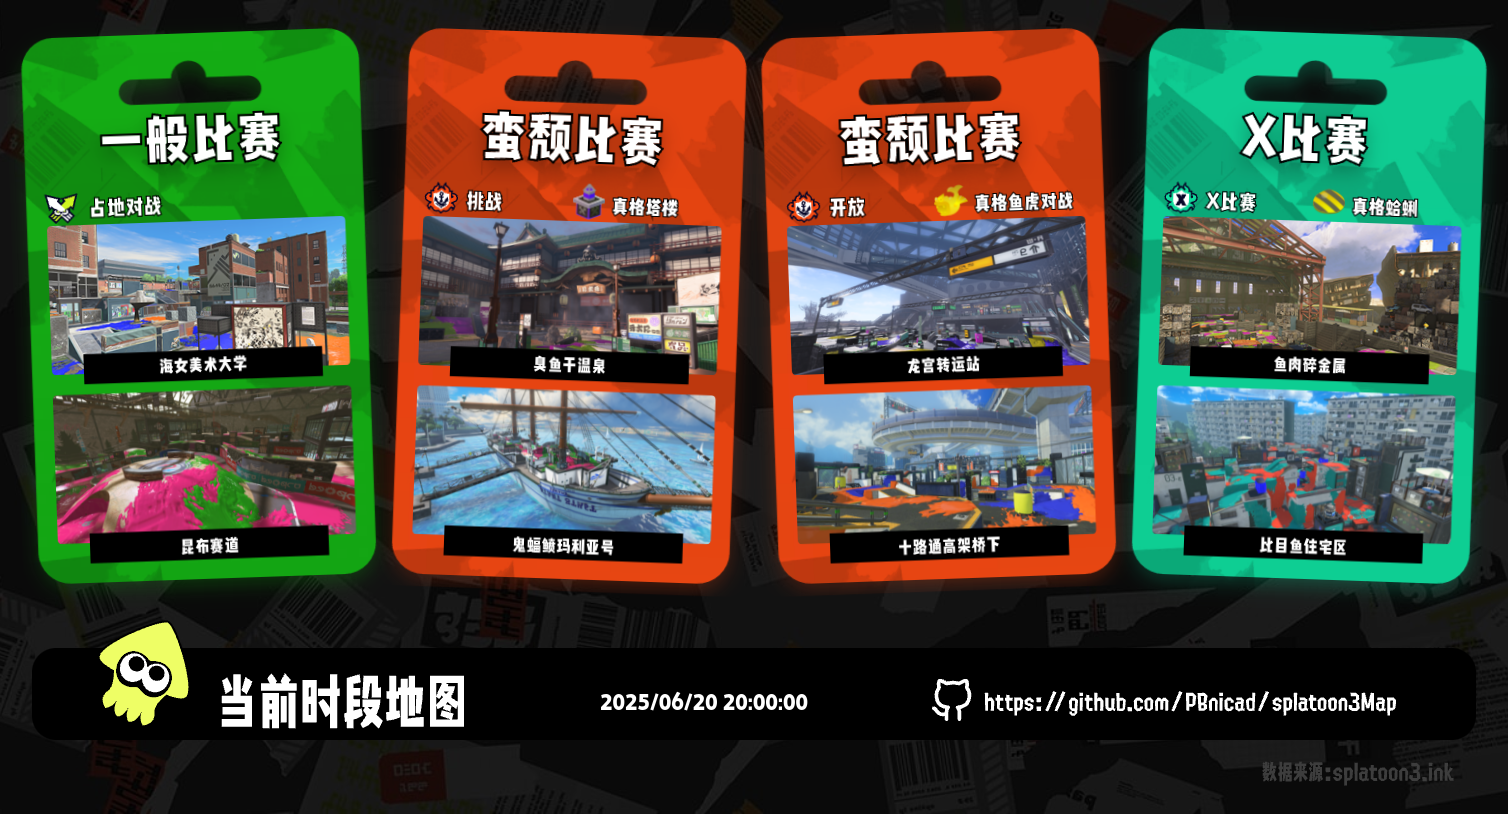 一般比赛
占地对战
海女美术大学
昆布赛道
蛮颓比赛
挑战
真格塔楼
臭鱼干温泉
鬼蝠鲼玛利亚号
蛮颓比赛
开放
真格鱼虎对战
龙宫转运站
十路通高架桥下
X比赛
X比赛
真格蛤蜊
鱼肉碎金属
比目鱼住宅区
当前时段地图
2025/06/20 20:00:00
https://github.com/PBnicad/splatoon3Map
数据来源:splatoon3.ink